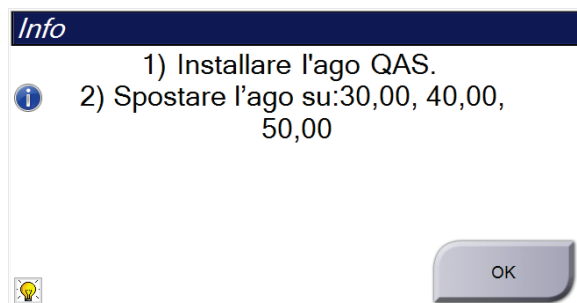 Info
1) Installare l'ago QAS.
2) Spostare l’ago su:30,00, 40,00,
50,00
OK